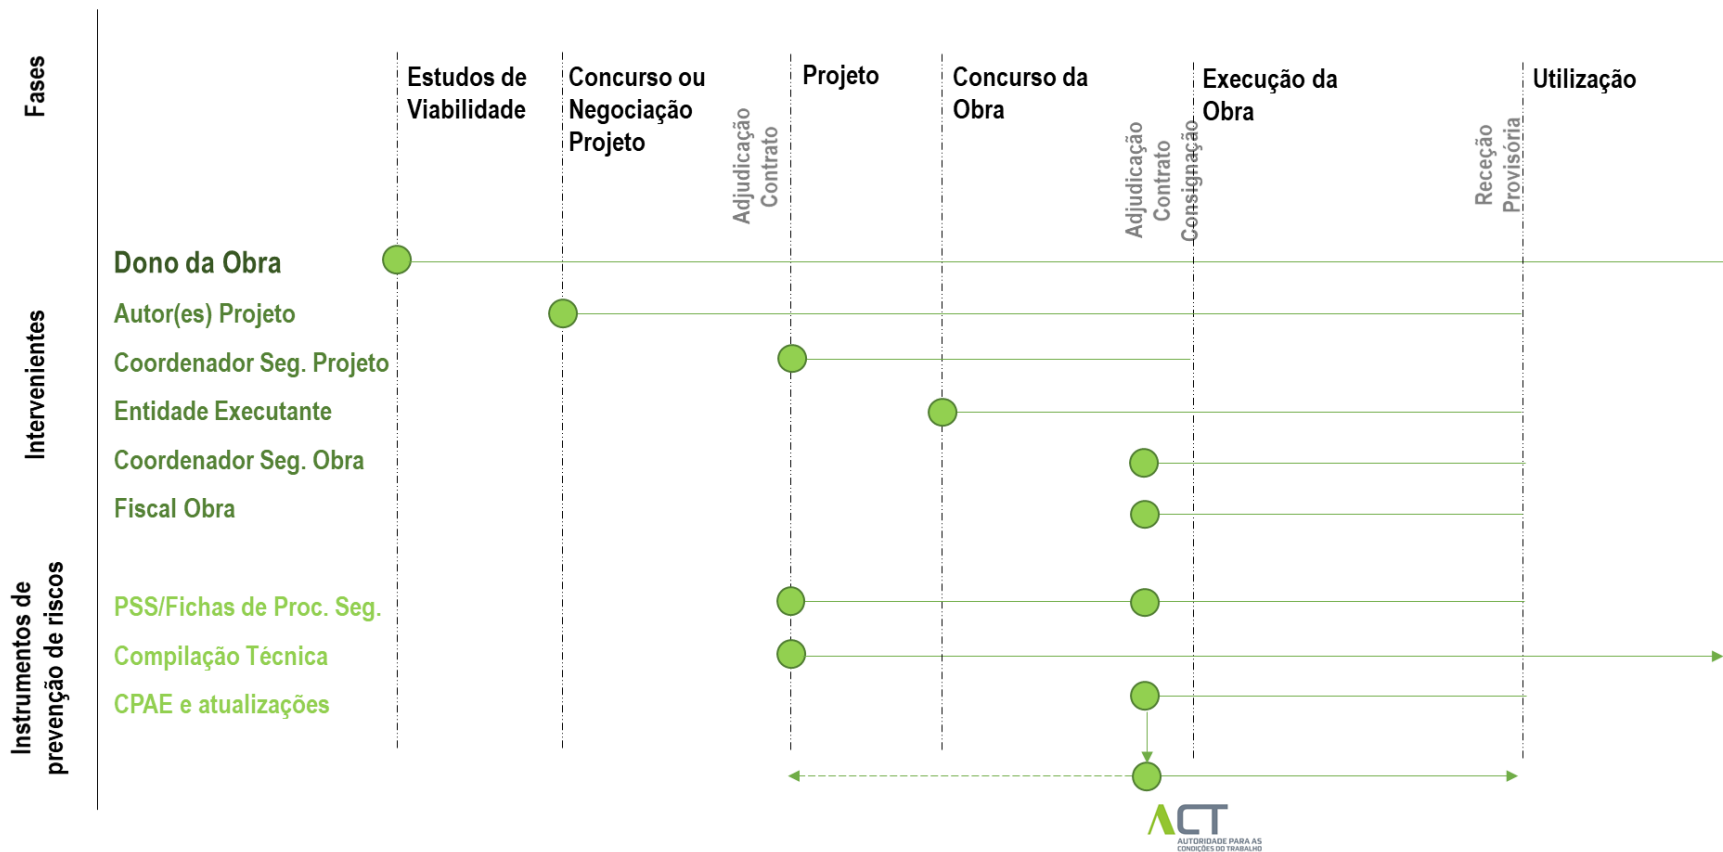 Fases
Estudos de
Viabilidade
Concurso ou
Negociação
Projeto
Adjudicação
Contrato
Projeto
Concurso da
Obra
Adjudicação
Contrato
Consignação
Execução da
Obra
Receção
Provisória
Utilização
Intervenientes
Dono da Obra
Autor(es) Projeto
Coordenador Seg. Projeto
Entidade Executante
Coordenador Seg. Obra
Fiscal Obra
Instrumentos de
prevenção de riscos
PSS/Fichas de Proc. Seg.
Compilação Técnica
CPAE e atualizações
ACT
AUTORIDADE PARA AS
CONDIÇÕES DO TRABALHO